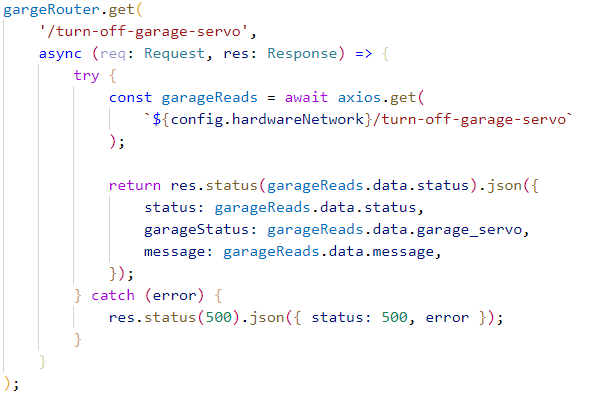 gargeRouter.get(
'/turn-off-garage-servo',
async (req: Request, res: Response) => {
try {
const garageReads = await axios.get(
`${config.hardwareNetwork}/turn-off-garage-servo`
);
return res.status(garageReads.data.status).json({
status: garageReads.data.status,
garageStatus: garageReads.data.garage_servo,
message: garageReads.data.message,
});
} catch (error) {
res.status(500).json({ status: 500, error });
}
}
);